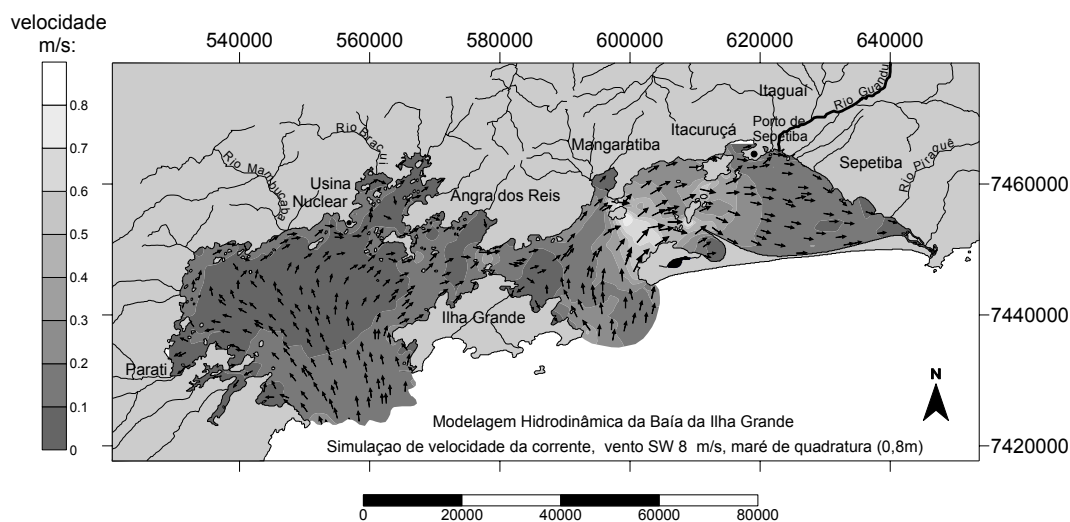 velocidade
m/s:
540000 560000 580000 600000 620000 640000
0.8
0.7
0.6
0.5
0.4
0.3
0.2
0.1
0
Itaguaí
Rio Guandu
Porto de
Sepetiba
Itacuruçá
Rio Bracuí
Mangaratiba
Sepetiba
Rio Piraquê
Rio Mambucaba
Usina
Nuclear
Angra dos Reis
7460000
Ilha Grande
7440000
Parati
N
Modelagem Hidrodinâmica da Baía da Ilha Grande
Simulaçao de velocidade da corrente, vento SW 8 m/s, maré de quadratura (0,8m)
7420000
0 20000 40000 60000 80000